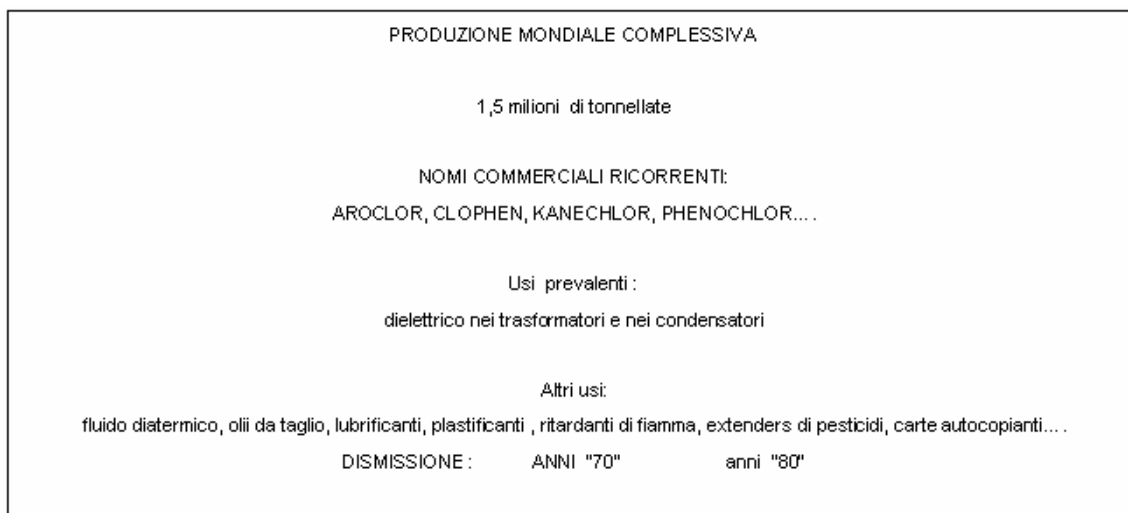 PRODUZIONE MONDIALE COMPLESSIVA
1,5 milioni di tonnellate
NOMI COMMERCIALI RICORRENTI:
AROCLOR, CLOPHEN, KANECHLOR, PHENOCHLOR....
Usi prevalenti :
dielettrico nei trasformatori e nei condensatori
Altri usi:
fluido diatermico, olii da taglio, lubrificanti, plastificanti , ritardanti di fiamma, extenders di pesticidi, carte autocopianti....
DISMISSIONE : ANNI "70" anni "80"